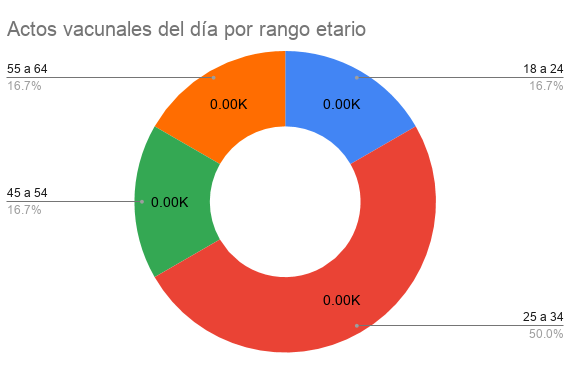 Actos vacunales del día por rango etario
55 a 64
16.7%
18 a 24
16.7%
0.00K
0.00K
45 a 54
16.7%
0.00K
0.00K
25 a 34
50.0%